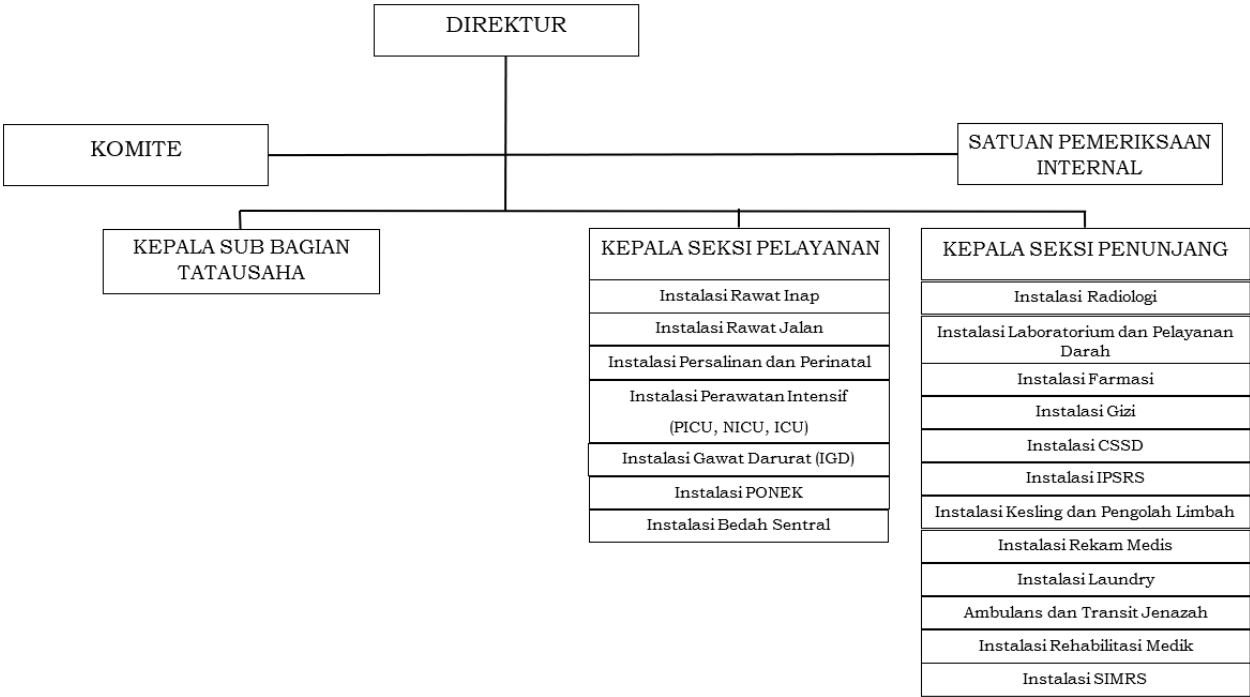 DIREKTUR
KOMITE
SATUAN PEMERIKSAAN
INTERNAL
KEPALA SUB BAGIAN
TATAUSAHA
KEPALA SEKSI PELAYANAN
Instalasi Rawat Inap
Instalasi Rawat Jalan
Instalasi Persalinan dan Perinatal
Instalasi Perawatan Intensif
(PICU, NICU, ICU)
Instalasi Gawat Darurat (IGD)
Instalasi PONEK
Instalasi Bedah Sentral
KEPALA SEKSI PENUNJANG
Instalasi Radiologi
Instalasi Laboratorium dan Pelayanan
Darah
Instalasi Farmasi
Instalasi Gizi
Instalasi CSSD
Instalasi IPSRS
Instalasi Kesling dan Pengolah Limbah
Instalasi Rekam Medis
Instalasi Laundry
Ambulans dan Transit Jenazah
Instalasi Rehabilitasi Medik
Instalasi SIMRS